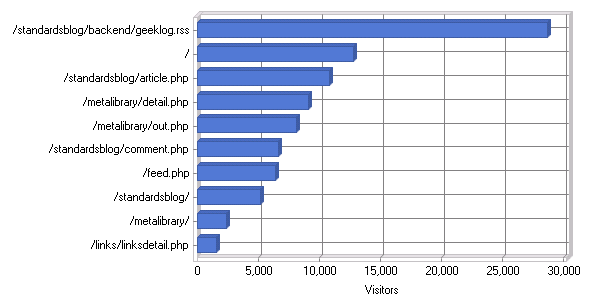 /standardsblog/backend/geeklog.rss
/
/standardsblog/article.php
/metalibrary/detail.php
/metalibrary/out.php
/standardsblog/comment.php
/feed.php
/standardsblog/
/metalibrary/
/links/linksdetail.php
0 5,000 10,000 15,000 20,000 25,000 30,000
Visitors